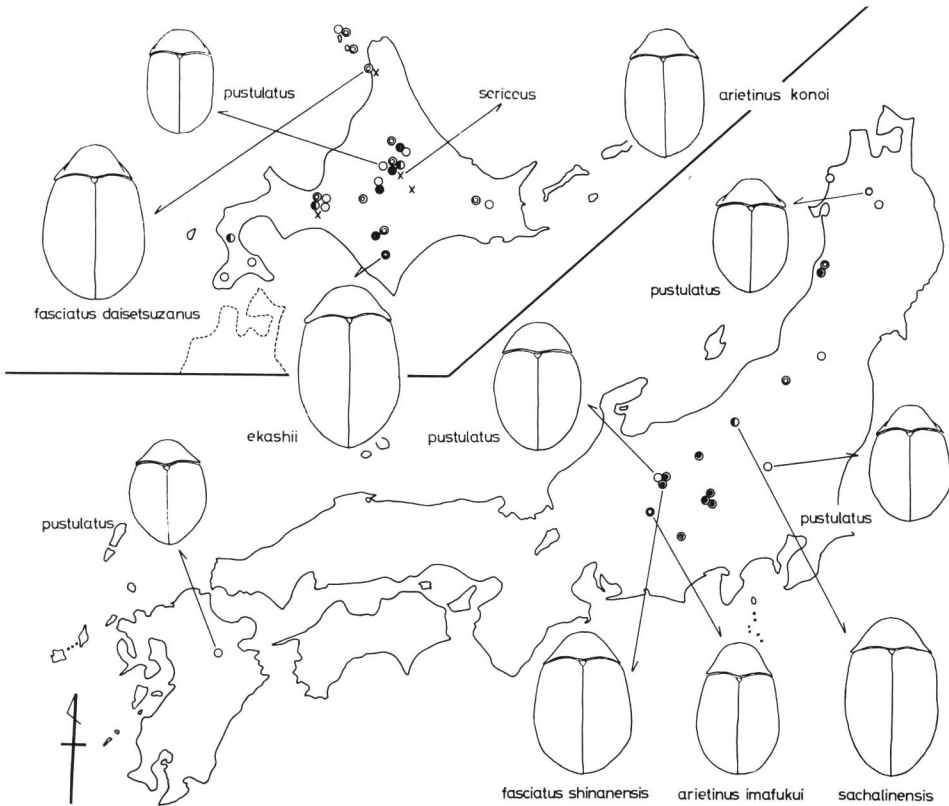 pustulatus
sericeus
arietinus konoi
pustulatus
fasciatus daisetsuzanus
ekashii
pustulatus
pustulatus
pustulatus
fasciatus shinanensis
arietinus imafukui
sachalinensis